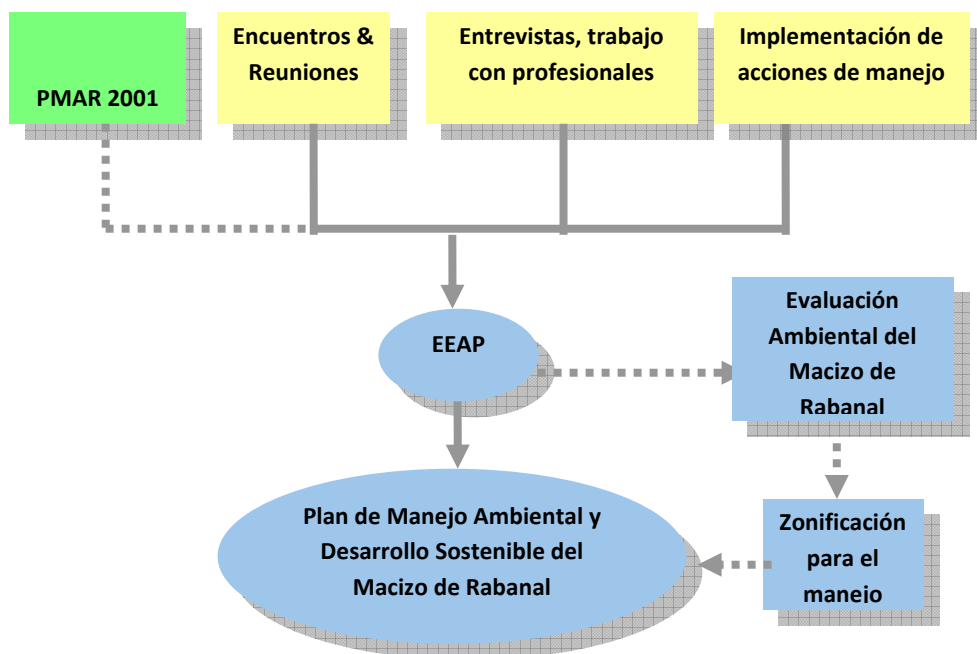 PMAR 2001
Encuentros &
Reuniones
Entrevistas, trabajo
con profesionales
Implementación de
acciones de manejo
EEAP
Evaluación
Ambiental del
Macizo de
Rabanal
Plan de Manejo Ambiental y
Desarrollo Sostenible del
Macizo de Rabanal
Zonificación
para el
manejo